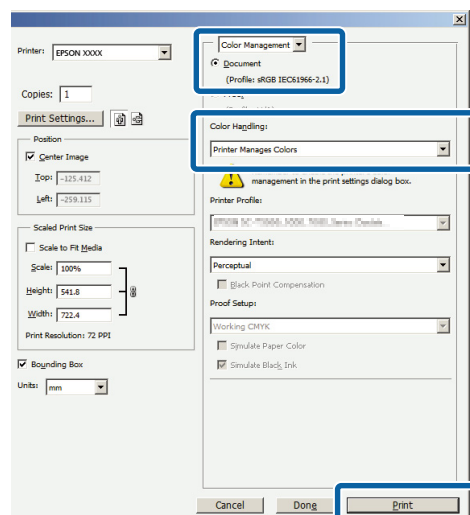 Printer: EPSON XXXX
Copies: 1
Print Settings...
Position
Center Image
Top: -125.412
Left: -259.115
Scaled Print Size
Scale to Fit Media
Scale: 100%
Height: 541.8
Width: 722.4
Print Resolution: 72 PPI
Bounding Box
Units: mm
Color Management
Document
(Profile: sRGB IEC61966-2.1)
Color Handling:
Printer Manages Colors
management in the print settings dialog box.
Printer Profile:
Rendering Intent:
Perceptual
Black Point Compensation
Proof Setup:
Working CMYK
Simulate Paper Color
Simulate Black Ink
Cancel
Done
Print